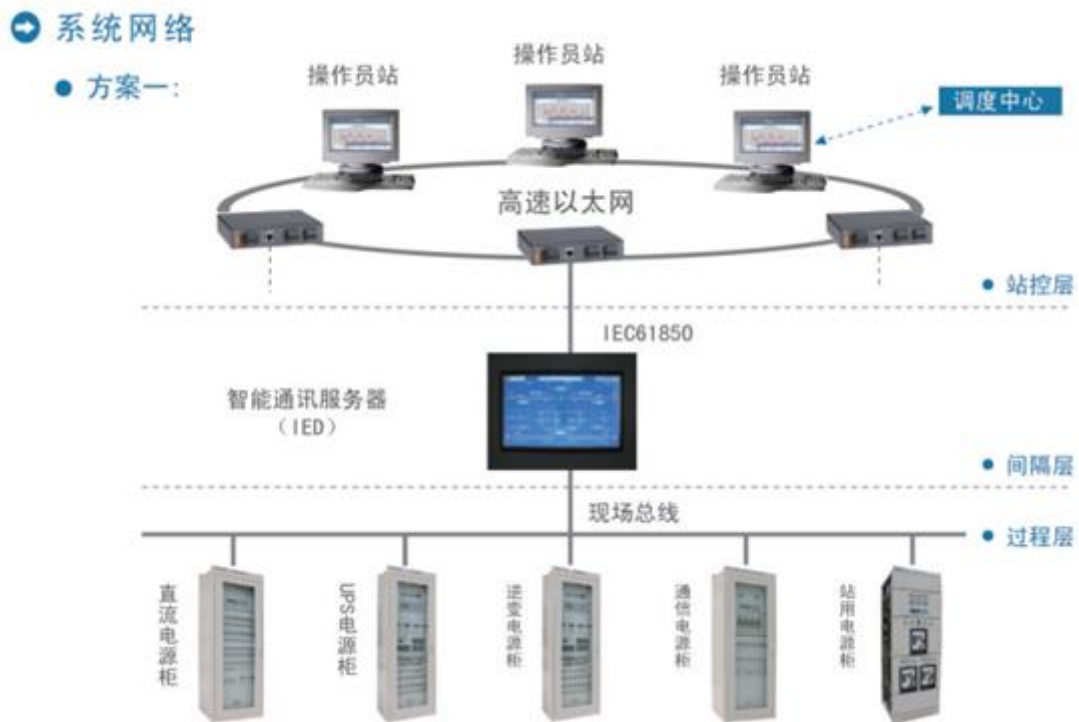 系统网络
方案一:
操作员站
操作员站
操作员站
调度中心
高速以太网
站控层
IEC61850
智能通讯服务器
（IED）
间隔层
现场总线
过程层
直流电源柜
UPS电源柜
逆变电源柜
通信电源柜
站用电源柜